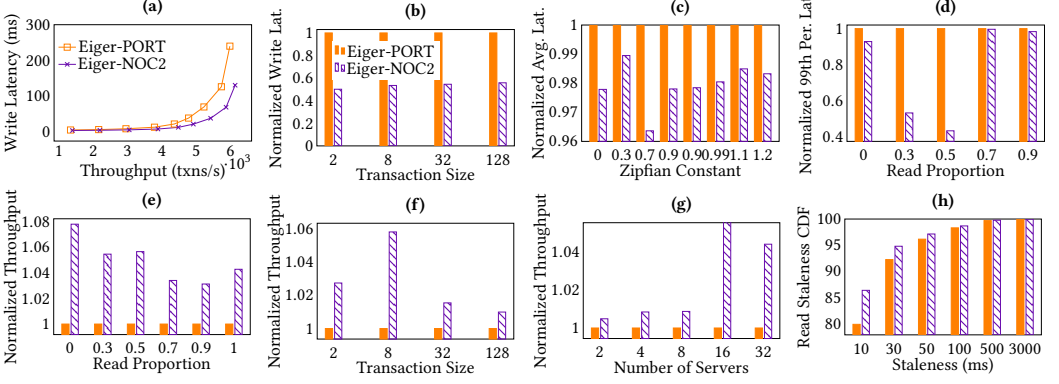 (a)
Write Latency (ms)
300
200
100
0
Eiger-PORT
Eiger-NOC2
1 2 3 4 5 6
·10³
Throughput (txns/s)
(b)
Normalized Write Lat.
1
0.8
0.6
0.4
0.2
0
Eiger-PORT
Eiger-NOC2
2 8 32 128
Transaction Size
(c)
Normalized Avg. Lat.
1
0.99
0.98
0.97
0.96
0 0.3 0.7 0.9 0.90 0.991 1.1 1.2
Zipfian Constant
(d)
Normalized 99th Per. Lat.
1
0.8
0.6
0.4
0 0.3 0.5 0.7 0.9
Read Proportion
(e)
Normalized Throughput
1.08
1.06
1.04
1.02
1
0 0.3 0.5 0.7 0.9 1
Read Proportion
(f)
Normalized Throughput
1.06
1.04
1.02
1
2 8 32 128
Transaction Size
(g)
Normalized Throughput
1.04
1.02
1
2 4 8 16 32
Number of Servers
(h)
Read Staleness CDF
100
95
90
85
80
10 30 50 100 500 3000
Staleness (ms)